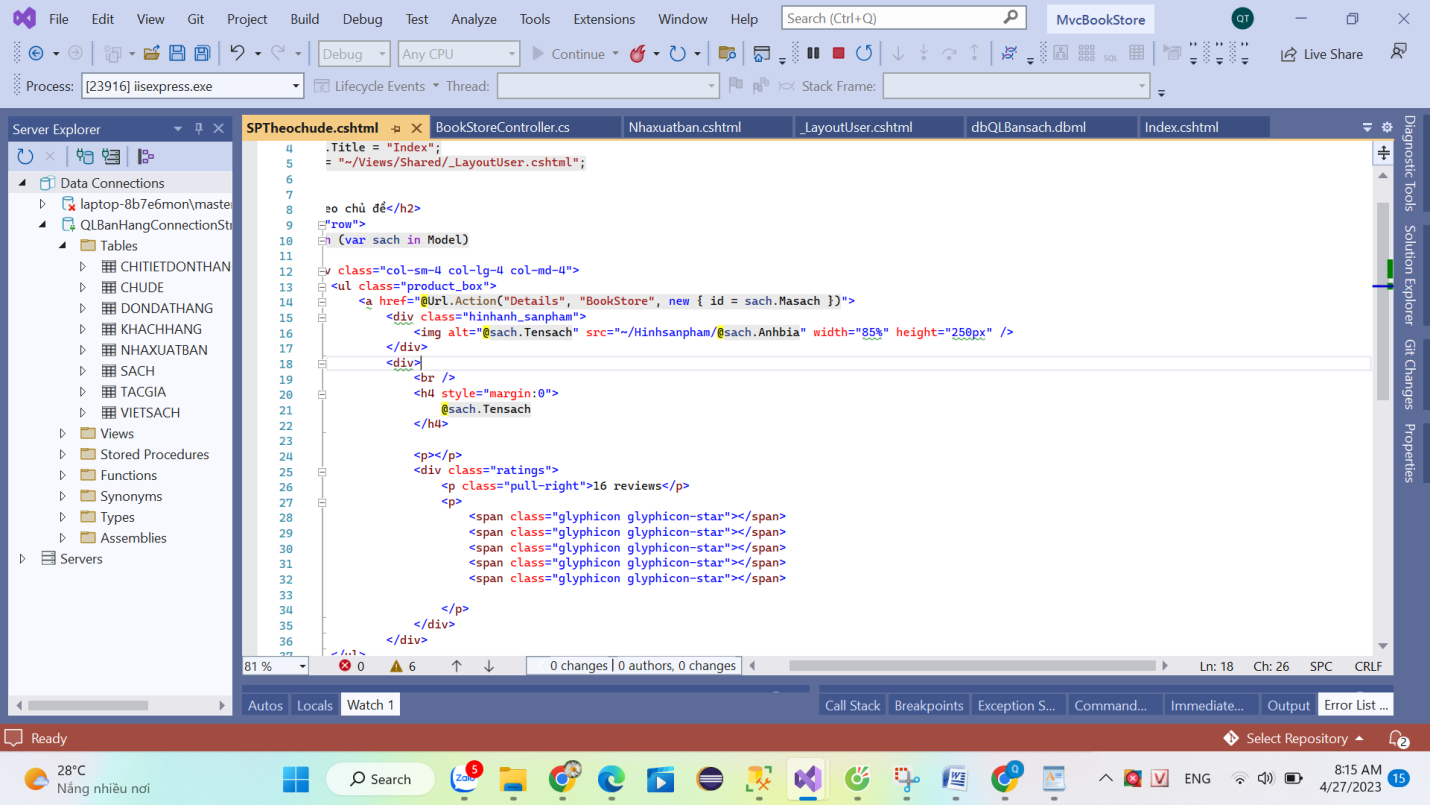 File Edit View Git Project Build Debug Test Analyze Tools Extensions Window Help Search (Ctrl+Q) MvcBookStore QT
Debug Any CPU Continue SQL Live Share
Process: [23916] iisexpress.exe Lifecycle Events Thread: Stack Frame:
Server Explorer
Data Connections
laptop-8b7e6mon\master
QLBanHangConnectionStr
Tables
CHITIETDONTHANG
CHUDE
DONDATHANG
KHACHHANG
NHAXUATBAN
SACH
TACGIA
VIETSACH
Views
Stored Procedures
Functions
Synonyms
Types
Assemblies
Servers
SPTheochude.cshtml BookStoreController.cs Nhaxuatban.cshtml _LayoutUser.cshtml dbQLBansach.dbml Index.cshtml
4 .Title = "Index";
5 = "~/Views/Shared/_LayoutUser.cshtml";
6
7
8 eo chủ đề</h2>
9 "row">
10 n (var sach in Model)
11
12 v class="col-sm-4 col-lg-4 col-md-4">
13 <ul class="product_box">
14 <a href="@Url.Action("Details", "BookStore", new { id = sach.Masach })">
15 <div class="hinhanh_sanpham">
16 <img alt="@sach.Tensach" src="~/Hinhsanpham/@sach.Anhbia" width="85%" height="250px" />
17 </div>
18 <div>
19 <br />
20 <h4 style="margin:0">
21 @sach.Tensach
22 </h4>
23
24 <p></p>
25 <div class="ratings">
26 <p class="pull-right">16 reviews</p>
27 <p>
28 <span class="glyphicon glyphicon-star"></span>
29 <span class="glyphicon glyphicon-star"></span>
30 <span class="glyphicon glyphicon-star"></span>
31 <span class="glyphicon glyphicon-star"></span>
32 <span class="glyphicon glyphicon-star"></span>
33
34 </p>
35 </div>
36 </div>
37 </ul>
81 % 0 6 0 changes | 0 authors, 0 changes Ln: 18 Ch: 26 SPC CRLF
Diagnostic Tools
Solution Explorer
Git Changes
Properties
Autos Locals Watch 1 Call Stack Breakpoints Exception S... Command... Immediate... Output Error List ...
Ready Select Repository 2
28°C
Nắng nhiều nơi
Search Zalo 5 Q W V ENG
8:15 AM
4/27/2023 15